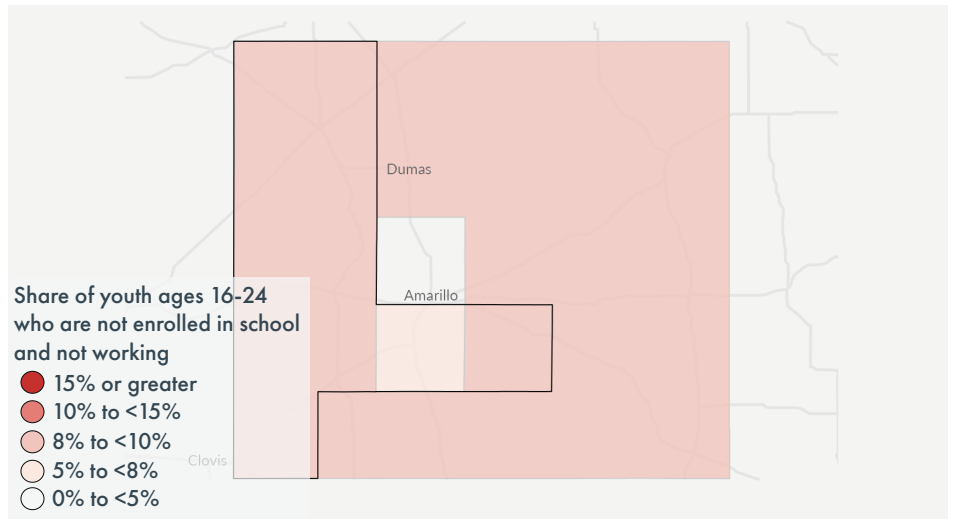 Dumas
Amarillo
Share of youth ages 16-24
who are not enrolled in school
and not working
15% or greater
10% to <15%
8% to <10%
Clovis
5% to <8%
0% to <5%